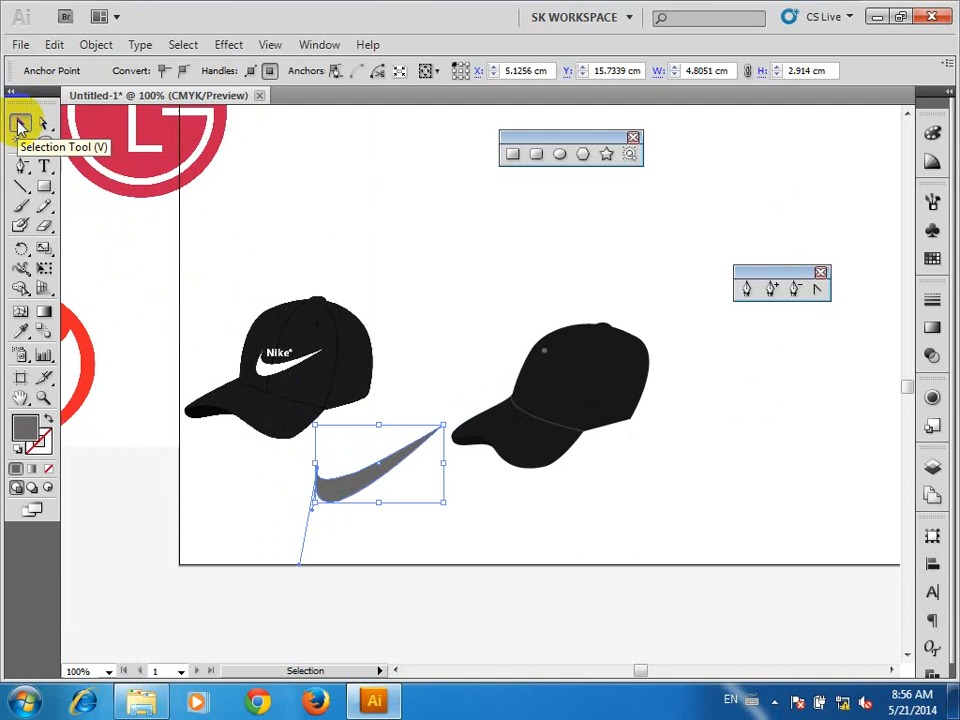 Ai Br SK WORKSPACE CS Live
File Edit Object Type Select Effect View Window Help
Anchor Point Convert: Handles: Anchors: X: 5.1256 cm Y: 15.7339 cm W: 4.8051 cm H: 2.914 cm
Untitled-1* @ 100% (CMYK/Preview)
Selection Tool (V)
LG
Nike®
100% 1 Selection
Ai EN 8:56 AM
5/21/2014